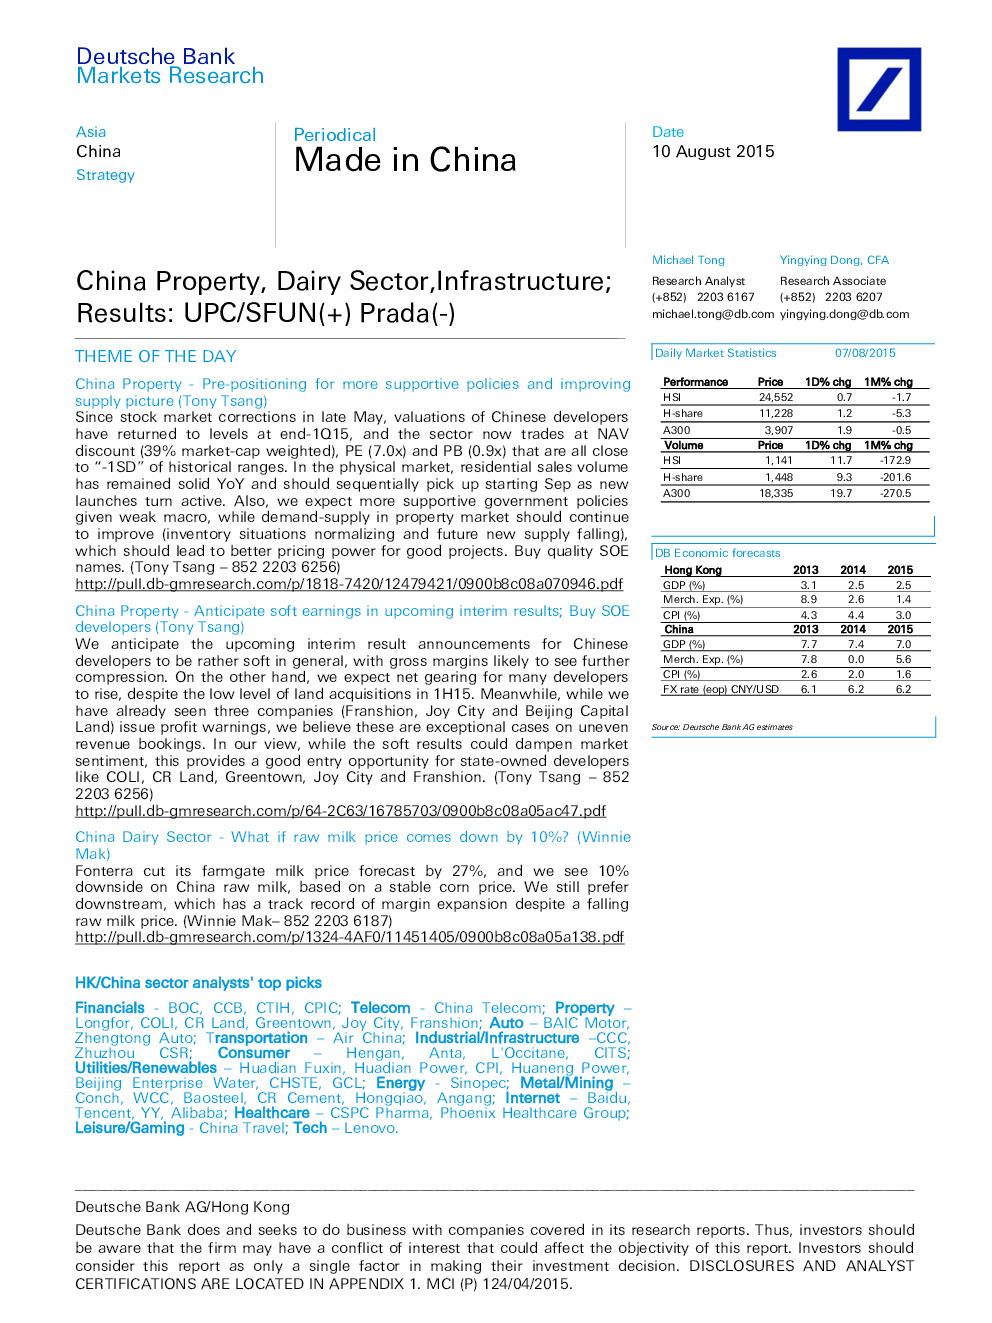 Deutsche Bank
Markets Research
Asia
China
Strategy
Periodical
Made in China
Date
10 August 2015
China Property, Dairy Sector,Infrastructure;
Results: UPC/SFUN(+) Prada(-)
THEME OF THE DAY
China Property - Pre-positioning for more supportive policies and improving
supply picture (Tony Tsang)
Since stock market corrections in late May, valuations of Chinese developers
have returned to levels at end-1Q15, and the sector now trades at NAV
discount (39% market-cap weighted), PE (7.0x) and PB (0.9x) that are all close
to “-1SD” of historical ranges. In the physical market, residential sales volume
has remained solid YoY and should sequentially pick up starting Sep as new
launches turn active. Also, we expect more supportive government policies
given weak macro, while demand-supply in property market should continue
to improve (inventory situations normalizing and future new supply falling),
which should lead to better pricing power for good projects. Buy quality SOE
names. (Tony Tsang – 852 2203 6256)
http://pull.db-gmresearch.com/p/1818-7420/12479421/0900b8c08a070946.pdf
China Property - Anticipate soft earnings in upcoming interim results; Buy SOE
developers (Tony Tsang)
We anticipate the upcoming interim result announcements for Chinese
developers to be rather soft in general, with gross margins likely to see further
compression. On the other hand, we expect net gearing for many developers
to rise, despite the low level of land acquisitions in 1H15. Meanwhile, while we
have already seen three companies (Franshion, Joy City and Beijing Capital
Land) issue profit warnings, we believe these are exceptional cases on uneven
revenue bookings. In our view, while the soft results could dampen market
sentiment, this provides a good entry opportunity for state-owned developers
like COLI, CR Land, Greentown, Joy City and Franshion. (Tony Tsang – 852
2203 6256)
http://pull.db-gmresearch.com/p/64-2C63/16785703/0900b8c08a05ac47.pdf
China Dairy Sector - What if raw milk price comes down by 10%? (Winnie
Mak)
Fonterra cut its farmgate milk price forecast by 27%, and we see 10%
downside on China raw milk, based on a stable corn price. We still prefer
downstream, which has a track record of margin expansion despite a falling
raw milk price. (Winnie Mak– 852 2203 6187)
http://pull.db-gmresearch.com/p/1324-4AF0/11451405/0900b8c08a05a138.pdf
HK/China sector analysts' top picks
Financials - BOC, CCB, CTIH, CPIC; Telecom - China Telecom; Property –
Longfor, COLI, CR Land, Greentown, Joy City, Franshion; Auto – BAIC Motor,
Zhengtong Auto; Transportation – Air China; Industrial/Infrastructure –CCC,
Zhuzhou CSR; Consumer – Hengan, Anta, L'Occitane, CITS;
Utilities/Renewables – Huadian Fuxin, Huadian Power, CPI, Huaneng Power,
Beijing Enterprise Water, CHSTE, GCL; Energy - Sinopec; Metal/Mining –
Conch, WCC, Baosteel, CR Cement, Hongqiao, Angang; Internet – Baidu,
Tencent, YY, Alibaba; Healthcare – CSPC Pharma, Phoenix Healthcare Group;
Leisure/Gaming - China Travel; Tech – Lenovo.
Michael Tong
Research Analyst
(+852) 2203 6167
michael.tong@db.com
Yingying Dong, CFA
Research Associate
(+852) 2203 6207
yingying.dong@db.com
Daily Market Statistics 07/08/2015
Performance Price 1D% chg 1M% chg
HSI 24,552 0.7 -1.7
H-share 11,228 1.2 -5.3
A300 3,907 1.9 -0.5
Volume Price 1D% chg 1M% chg
HSI 1,141 11.7 -172.9
H-share 1,448 9.3 -201.6
A300 18,335 19.7 -270.5
DB Economic forecasts
Hong Kong 2013 2014 2015
GDP (%) 3.1 2.5 2.5
Merch. Exp. (%) 8.9 2.6 1.4
CPI (%) 4.3 4.4 3.0
China 2013 2014 2015
GDP (%) 7.7 7.4 7.0
Merch. Exp. (%) 7.8 0.0 5.6
CPI (%) 2.6 2.0 1.6
FX rate (eop) CNY/USD 6.1 6.2 6.2
Source: Deutsche Bank AG estimates
Deutsche Bank AG/Hong Kong
Deutsche Bank does and seeks to do business with companies covered in its research reports. Thus, investors should
be aware that the firm may have a conflict of interest that could affect the objectivity of this report. Investors should
consider this report as only a single factor in making their investment decision. DISCLOSURES AND ANALYST
CERTIFICATIONS ARE LOCATED IN APPENDIX 1. MCI (P) 124/04/2015.